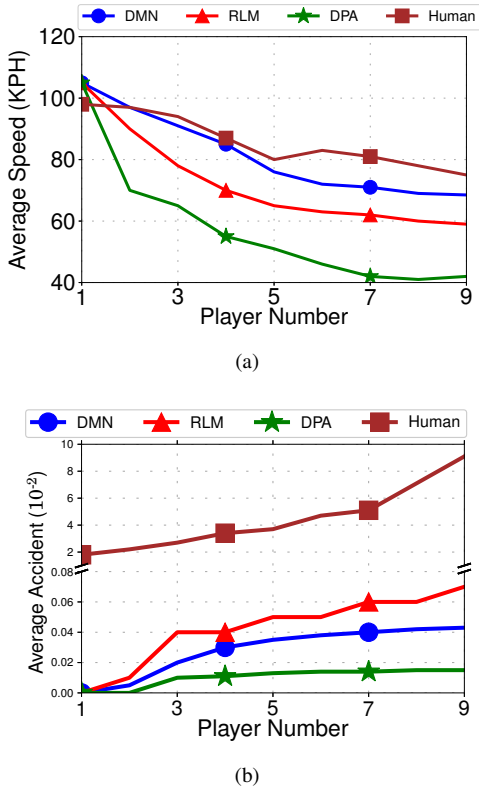 DMN RLM DPA Human
120
100
80
60
40
Average Speed (KPH)
1 3 5 7 9
Player Number
(a)
DMN RLM DPA Human
10
8
6
4
2
0.08
0.06
0.04
0.02
0.00
Average Accident (10⁻²)
1 3 5 7 9
Player Number
(b)